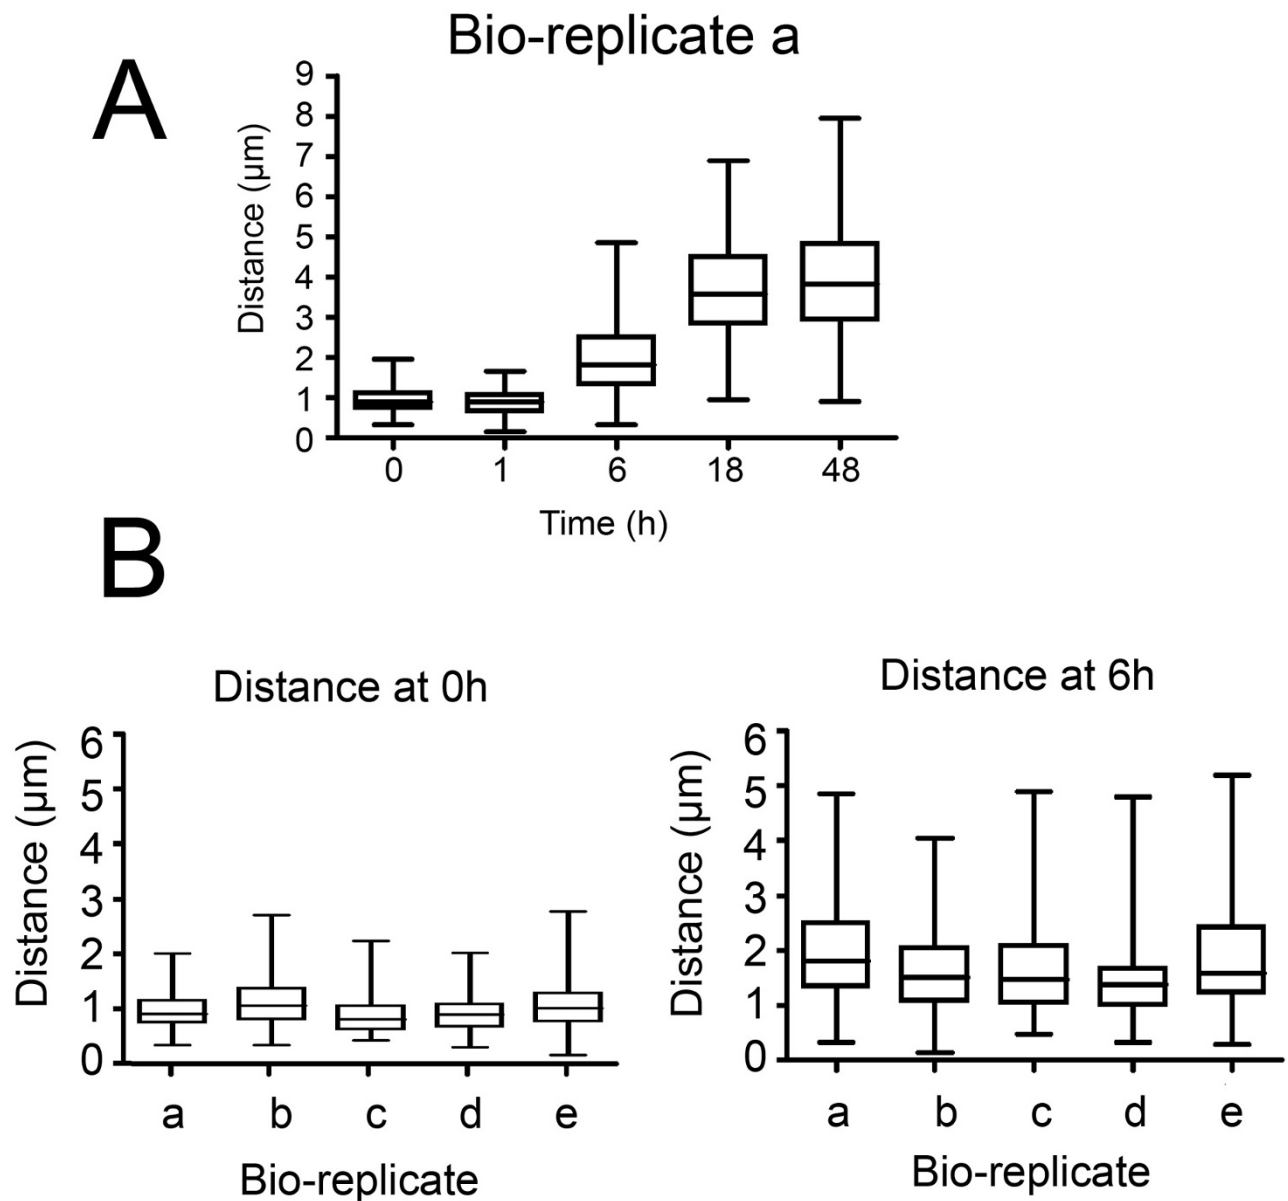 A
Bio-replicate a
Distance (µm)
9
8
7
6
5
4
3
2
1
0
0 1 6 18 48
Time (h)
B
Distance at 0h
Distance (µm)
6
5
4
3
2
1
0
a b c d e
Bio-replicate
Distance at 6h
Distance (µm)
6
5
4
3
2
1
0
a b c d e
Bio-replicate